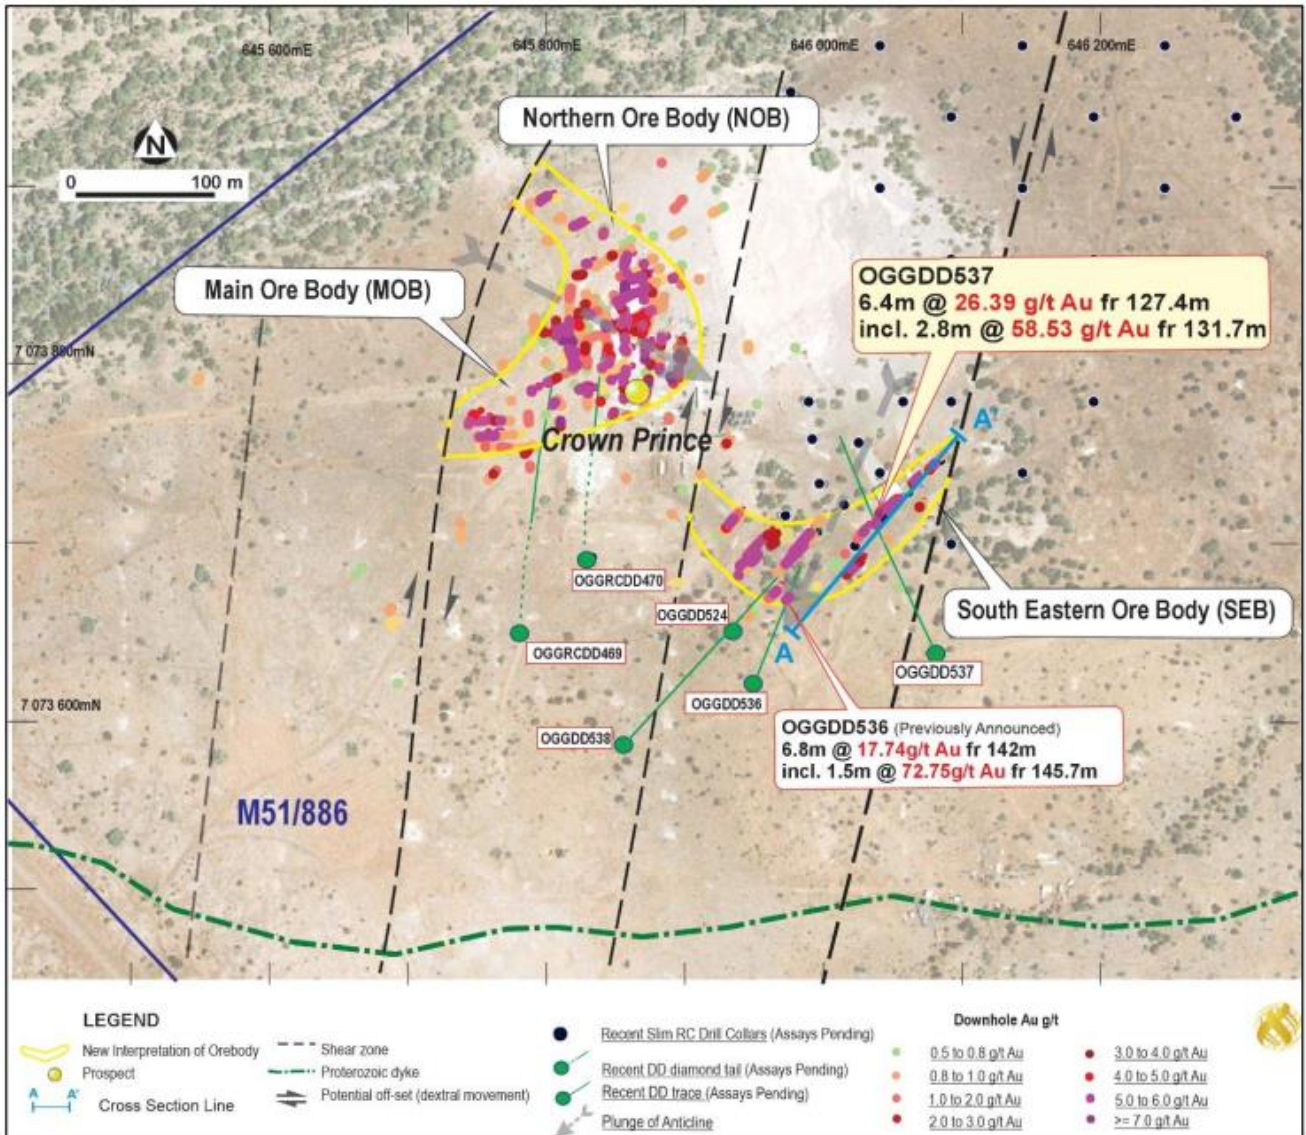 645 600mE
645 800mE
646 000mE
646 200mE
N
0 100 m
Northern Ore Body (NOB)
Main Ore Body (MOB)
OGGDD537
6.4m @ 26.39 g/t Au fr 127.4m
incl. 2.8m @ 58.53 g/t Au fr 131.7m
7 073 800mN
Crown Prince
A'
OGGRCDD470
OGGDD524
OGGRCDD469
A
South Eastern Ore Body (SEB)
OGGDD537
OGGDD536
7 073 600mN
OGGDD538
OGGDD536 (Previously Announced)
6.8m @ 17.74g/t Au fr 142m
incl. 1.5m @ 72.75g/t Au fr 145.7m
M51/886
LEGEND
New Interpretation of Orebody
Prospect
A A'
Cross Section Line
Shear zone
Proterozoic dyke
Potential off-set (dextral movement)
Recent Slim RC Drill Collars (Assays Pending)
Recent DD diamond tail (Assays Pending)
Recent DD trace (Assays Pending)
Plunge of Anticline
Downhole Au g/t
0.5 to 0.8 g/t Au
0.8 to 1.0 g/t Au
1.0 to 2.0 g/t Au
2.0 to 3.0 g/t Au
3.0 to 4.0 g/t Au
4.0 to 5.0 g/t Au
5.0 to 6.0 g/t Au
>= 7.0 g/t Au